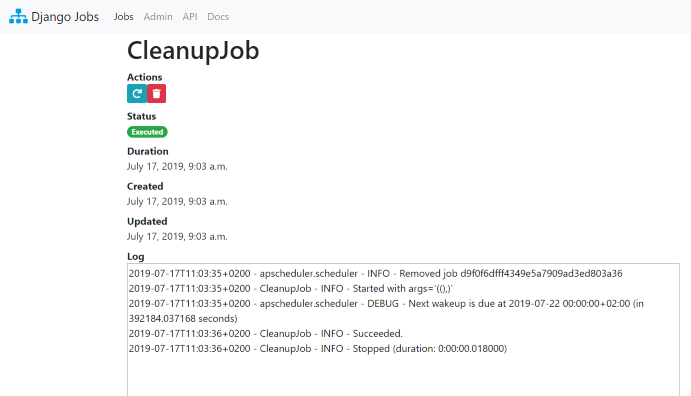 Django Jobs Jobs Admin API Docs
CleanupJob
Actions
Status
Executed
Duration
July 17, 2019, 9:03 a.m.
Created
July 17, 2019, 9:03 a.m.
Updated
July 17, 2019, 9:03 a.m.
Log
2019-07-17T11:03:35+0200 - apscheduler.scheduler - INFO - Removed job d9f0f6dfff4349e5a7909ad3ed803a36
2019-07-17T11:03:35+0200 - CleanupJob - INFO - Started with args='((),)'
2019-07-17T11:03:35+0200 - apscheduler.scheduler - DEBUG - Next wakeup is due at 2019-07-22 00:00:00+02:00 (in
392184.037168 seconds)
2019-07-17T11:03:36+0200 - CleanupJob - INFO - Succeeded.
2019-07-17T11:03:36+0200 - CleanupJob - INFO - Stopped (duration: 0:00:00.018000)